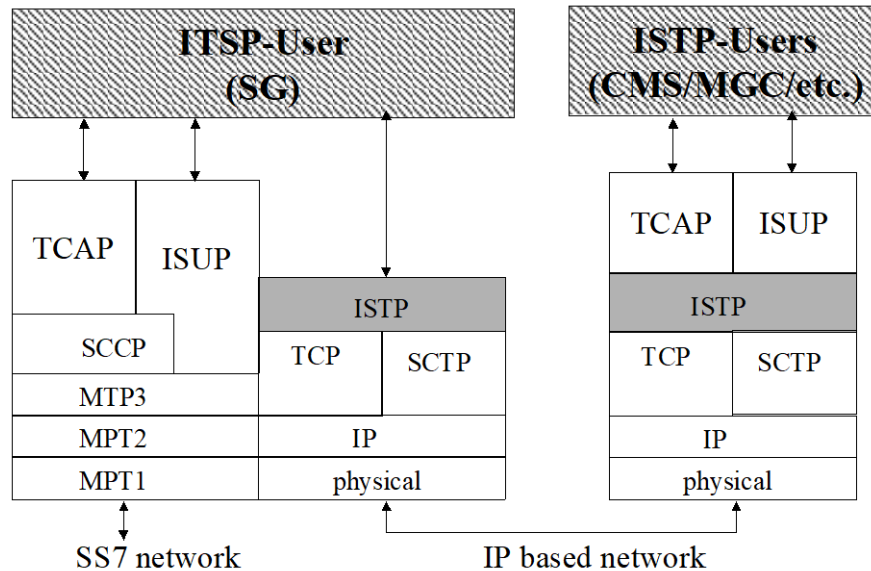 ITSP-User
(SG)
ISTP-Users
(CMS/MGC/etc.)
TCAP
ISUP
SCCP
MTP3
MPT2
MPT1
ISTP
TCP
SCTP
IP
physical
TCAP
ISUP
ISTP
TCP
SCTP
IP
physical
SS7 network
IP based network